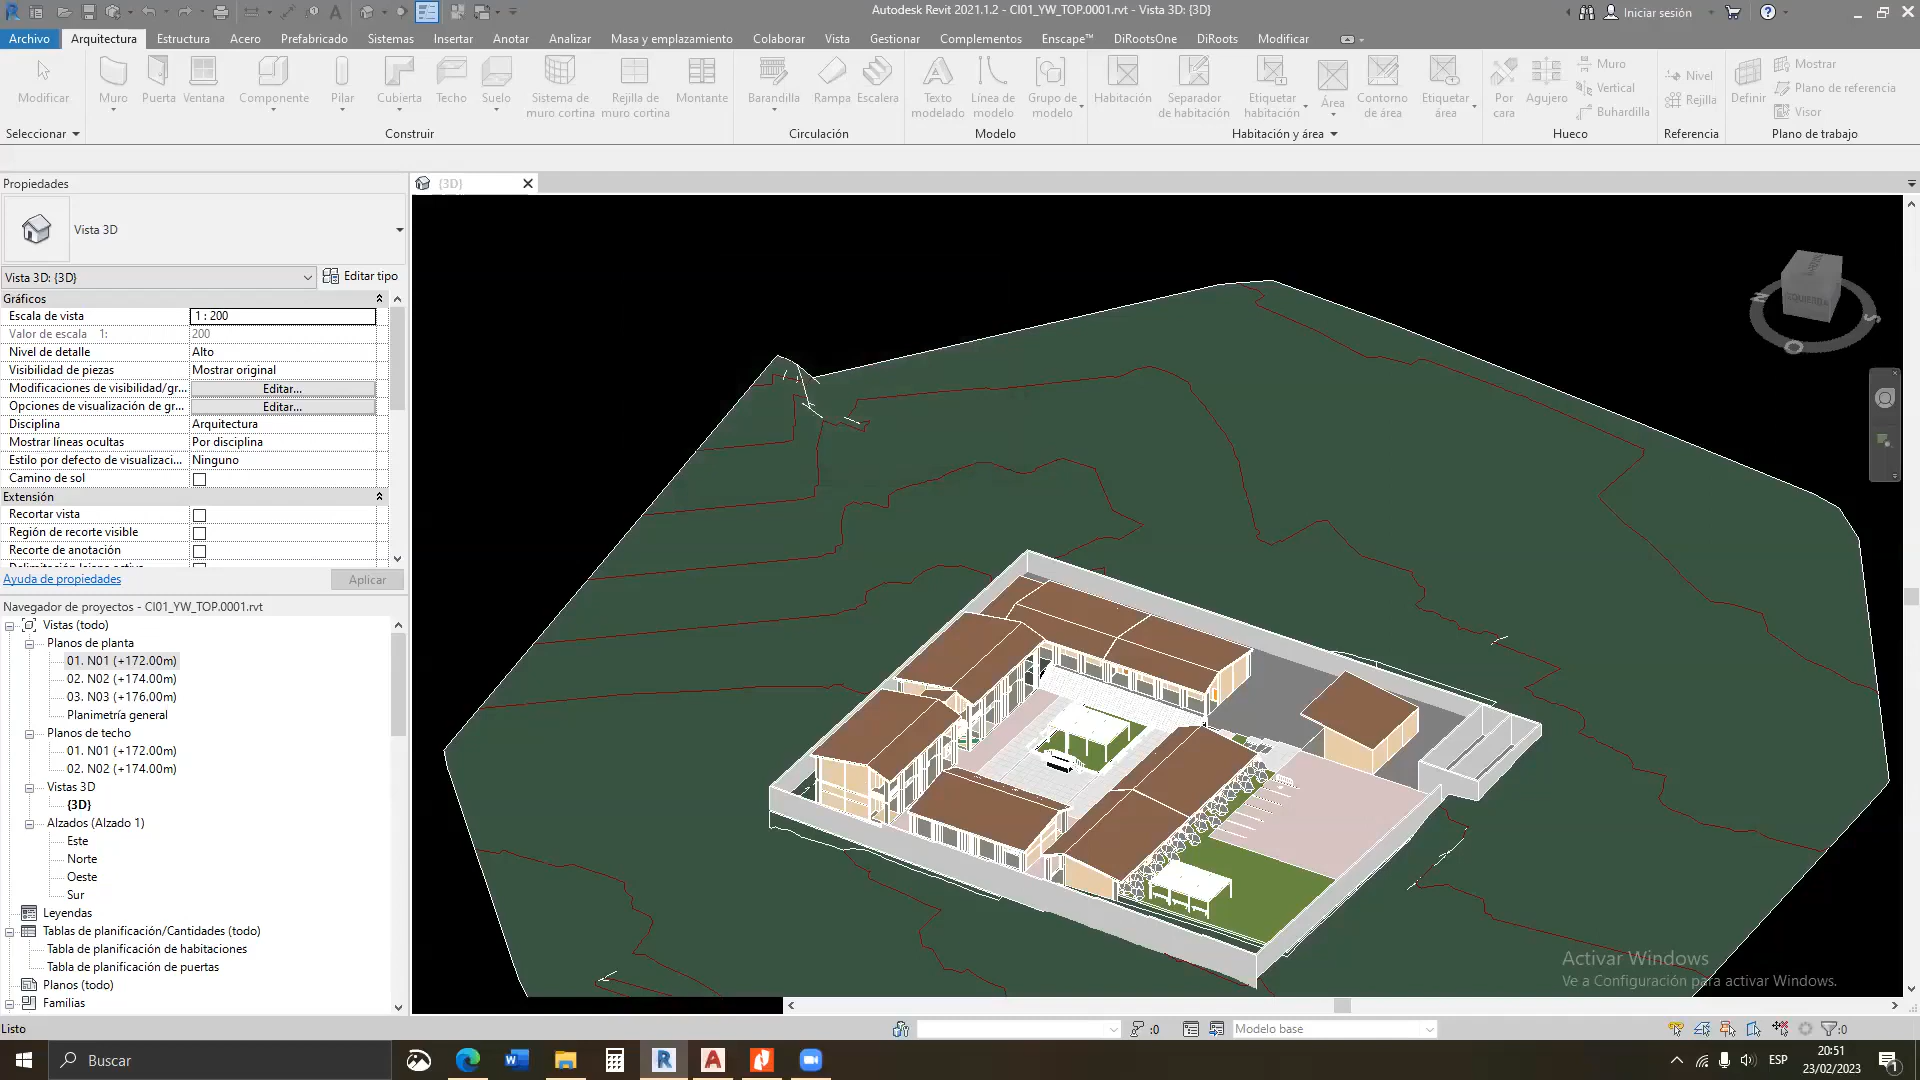 Autodesk Revit 2021.1.2 - CI01_YW_TOP.0001.rvt - Vista 3D: {3D}
Iniciar sesión
Archivo Arquitectura Estructura Acero Prefabricado Sistemas Insertar Anotar Analizar Masa y emplazamiento Colaborar Vista Gestionar Complementos Enscape™ DiRootsOne DiRoots Modificar
Modificar Muro Puerta Ventana Componente Pilar Cubierta Techo Suelo Sistema de muro cortina Rejilla de muro cortina Montante Barandilla Rampa Escalera Texto modelado Línea de modelo Grupo de modelo Habitación Separador de habitación Etiquetar habitación Área Contorno de área Etiquetar área Por cara Agujero Muro Vertical Buhardilla Nivel Rejilla Definir Mostrar Plano de referencia Visor
Seleccionar Construir Circulación Modelo Habitación y área Hueco Referencia Plano de trabajo
Propiedades
{3D}
Vista 3D
Vista 3D: {3D} Editar tipo
Gráficos
Escala de vista 1 : 200
Valor de escala 1: 200
Nivel de detalle Alto
Visibilidad de piezas Mostrar original
Modificaciones de visibilidad/gr... Editar...
Opciones de visualización de gr... Editar...
Disciplina Arquitectura
Mostrar líneas ocultas Por disciplina
Estilo por defecto de visualizaci... Ninguno
Camino de sol
Extensión
Recortar vista
Región de recorte visible
Recorte de anotación
Ayuda de propiedades Aplicar
Navegador de proyectos - CI01_YW_TOP.0001.rvt
Vistas (todo)
Planos de planta
01. N01 (+172.00m)
02. N02 (+174.00m)
03. N03 (+176.00m)
Planimetría general
Planos de techo
01. N01 (+172.00m)
02. N02 (+174.00m)
Vistas 3D
{3D}
Alzados (Alzado 1)
Este
Norte
Oeste
Sur
Leyendas
Tablas de planificación/Cantidades (todo)
Tabla de planificación de habitaciones
Tabla de planificación de puertas
Planos (todo)
Familias
IZQUIERDA
N
S
Activar Windows
Ve a Configuración para activar Windows.
Listo :0 Modelo base :0
Buscar
ESP
20:51
23/02/2023
1